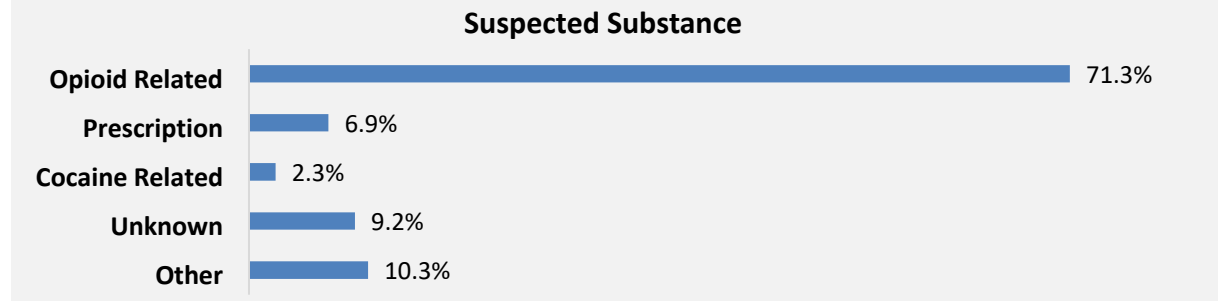 Suspected Substance
Opioid Related 71.3%
Prescription 6.9%
Cocaine Related 2.3%
Unknown 9.2%
Other 10.3%